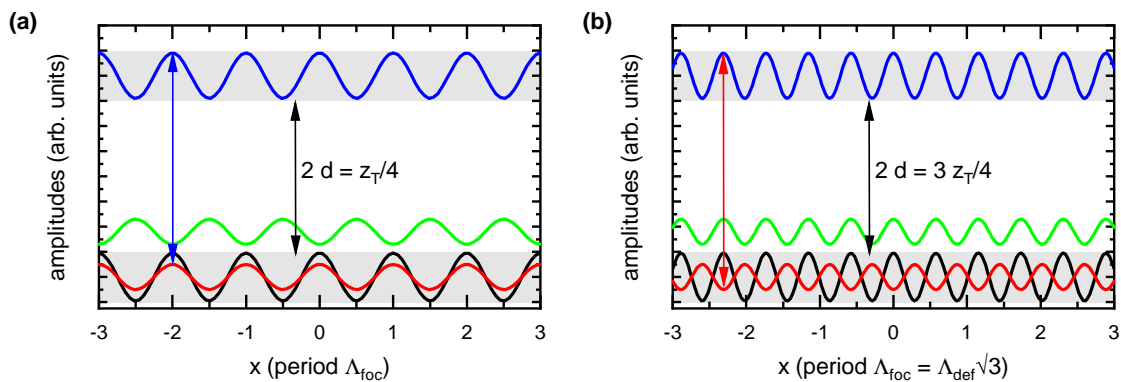 (a)
amplitudes (arb. units)
2 d = z_T/4
-3 -2 -1 0 1 2 3
x (period Λ_foc)
(b)
amplitudes (arb. units)
2 d = 3 z_T/4
-3 -2 -1 0 1 2 3
x (period Λ_foc = Λ_def√3)